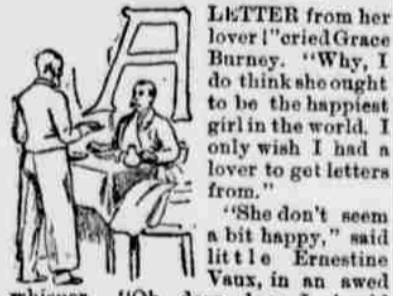 A
LETTER from her
lover!" cried Grace
Burney. "Why, I
do think she ought
to be the happiest
girl in the world. I
only wish I had a
lover to get letters
from."
"She don't seem
a bit happy," said
little Ernestine
Vaux, in an awed